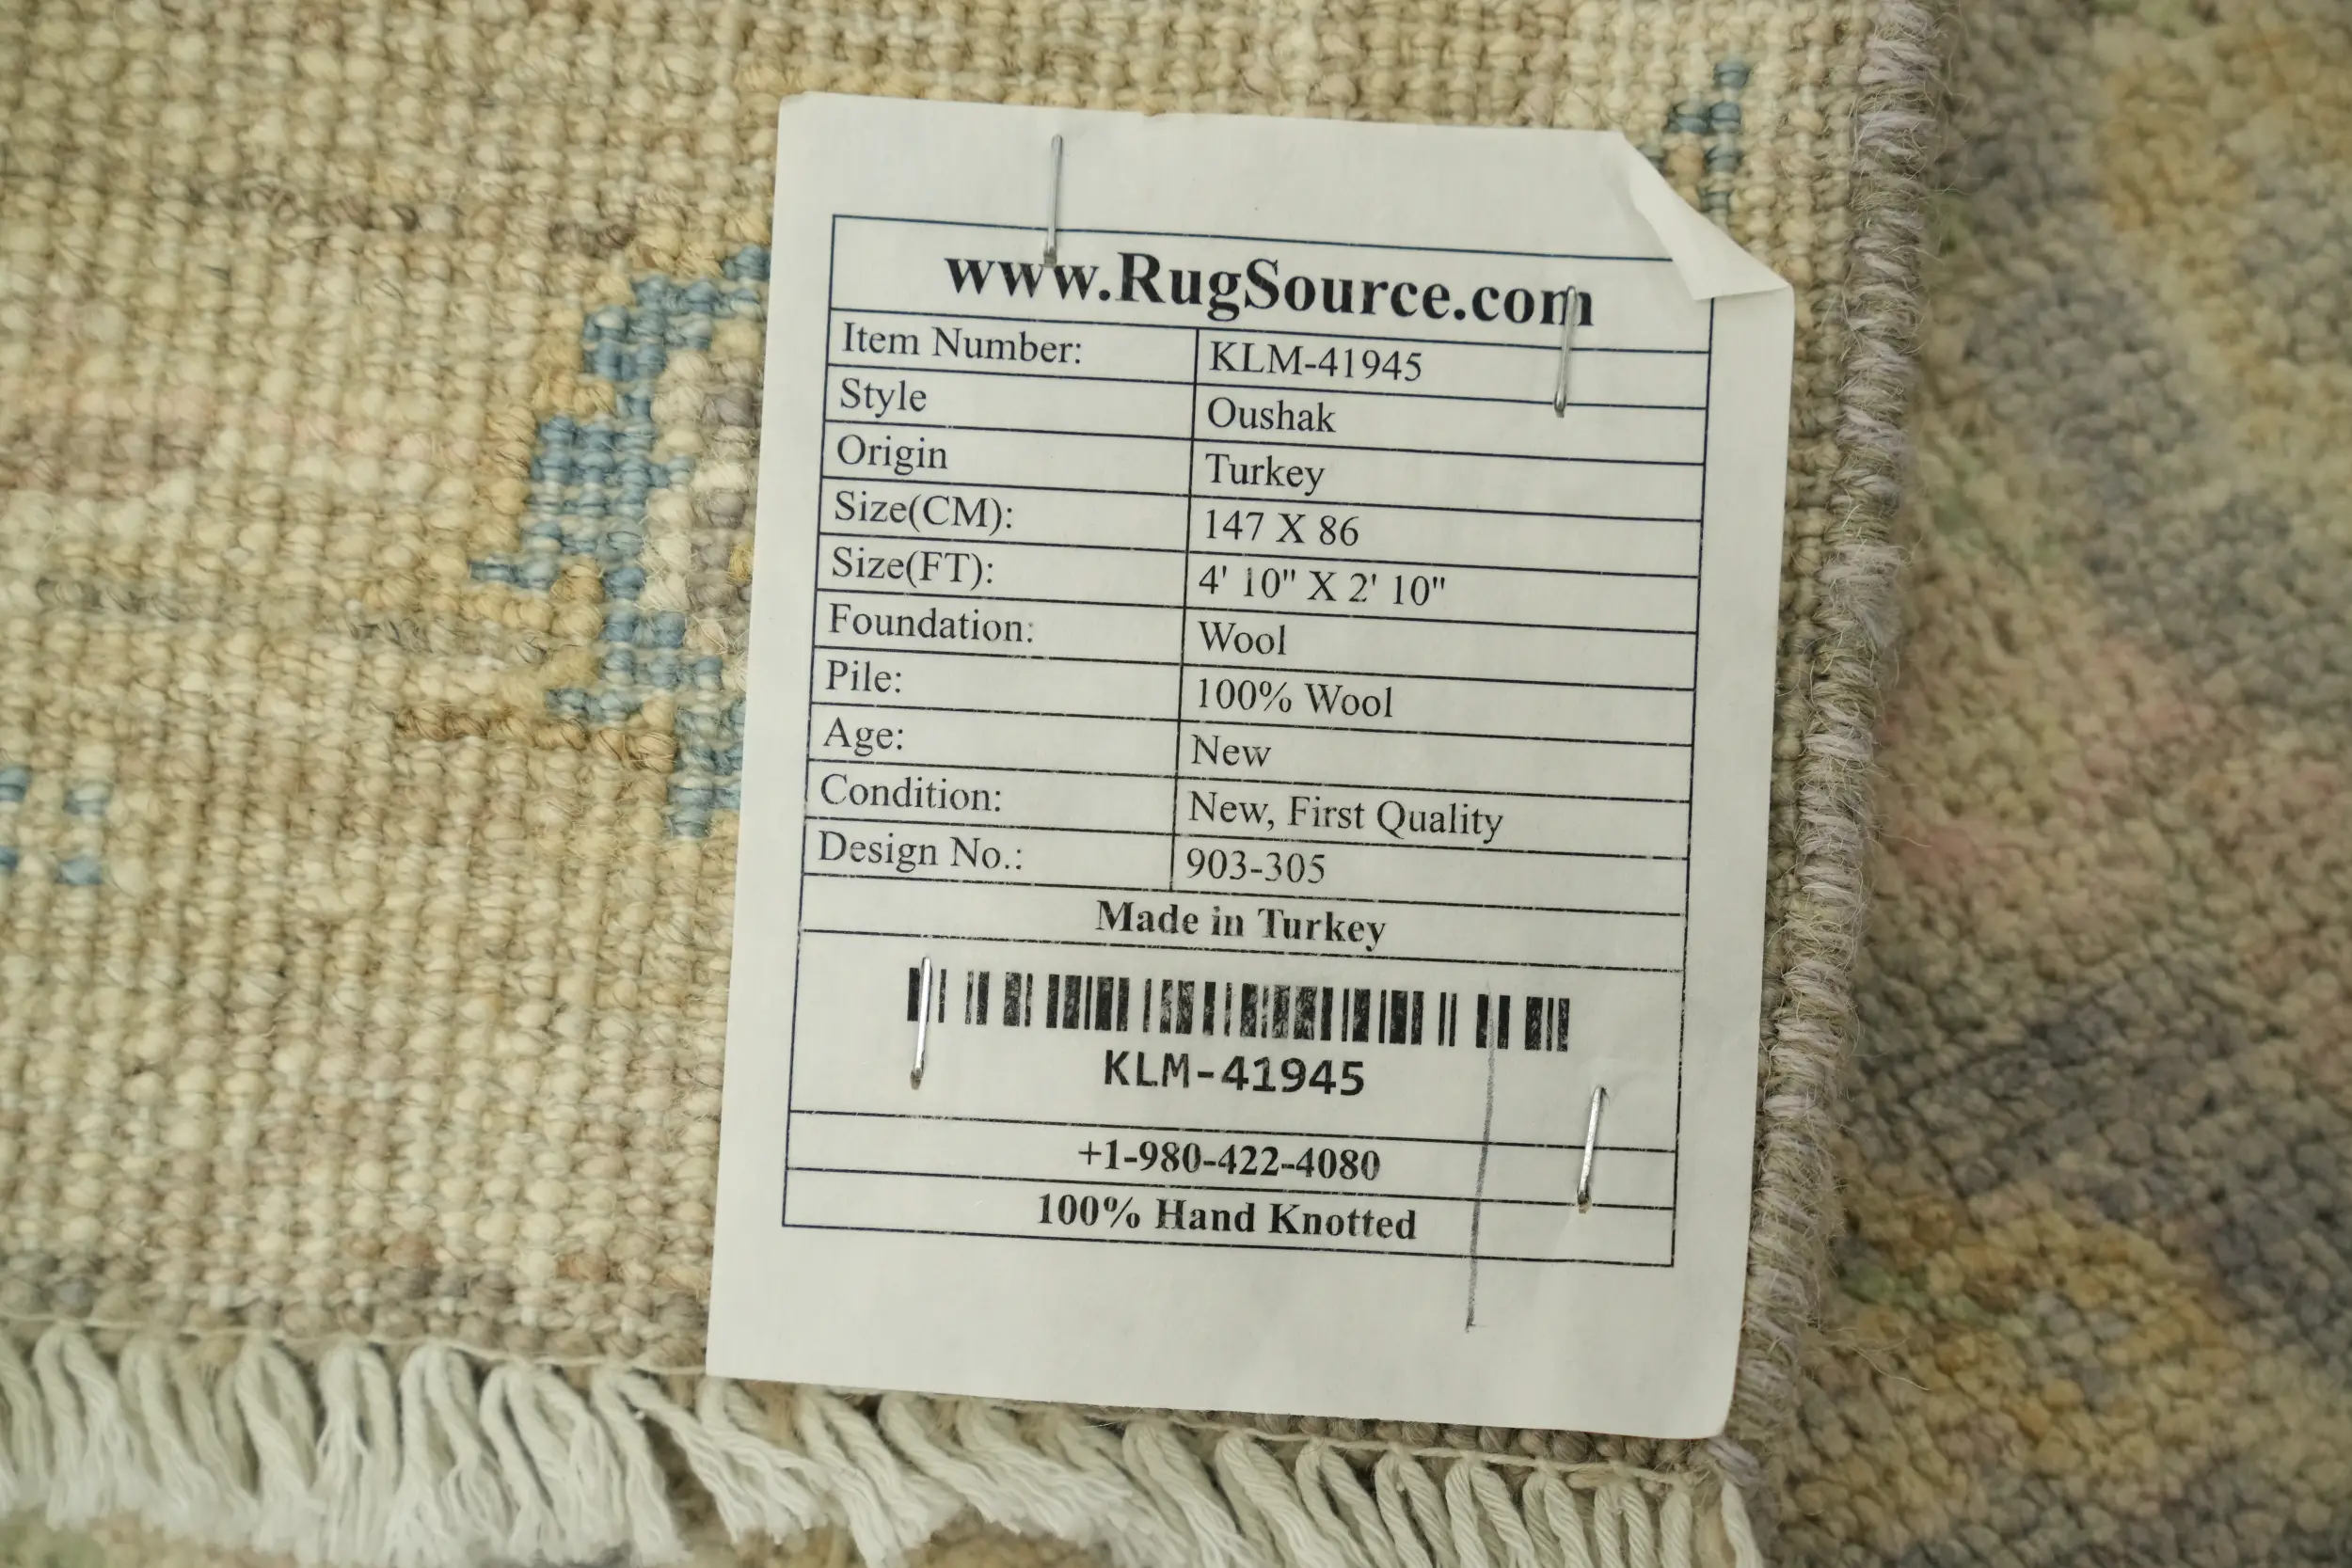 www.RugSource.com
Item Number: KLM-41945
Style Oushak
Origin Turkey
Size(CM): 147 X 86
Size(FT): 4' 10" X 2' 10"
Foundation: Wool
Pile: 100% Wool
Age: New
Condition: New, First Quality
Design No.: 903-305
Made in Turkey
KLM-41945
+1-980-422-4080
100% Hand Knotted